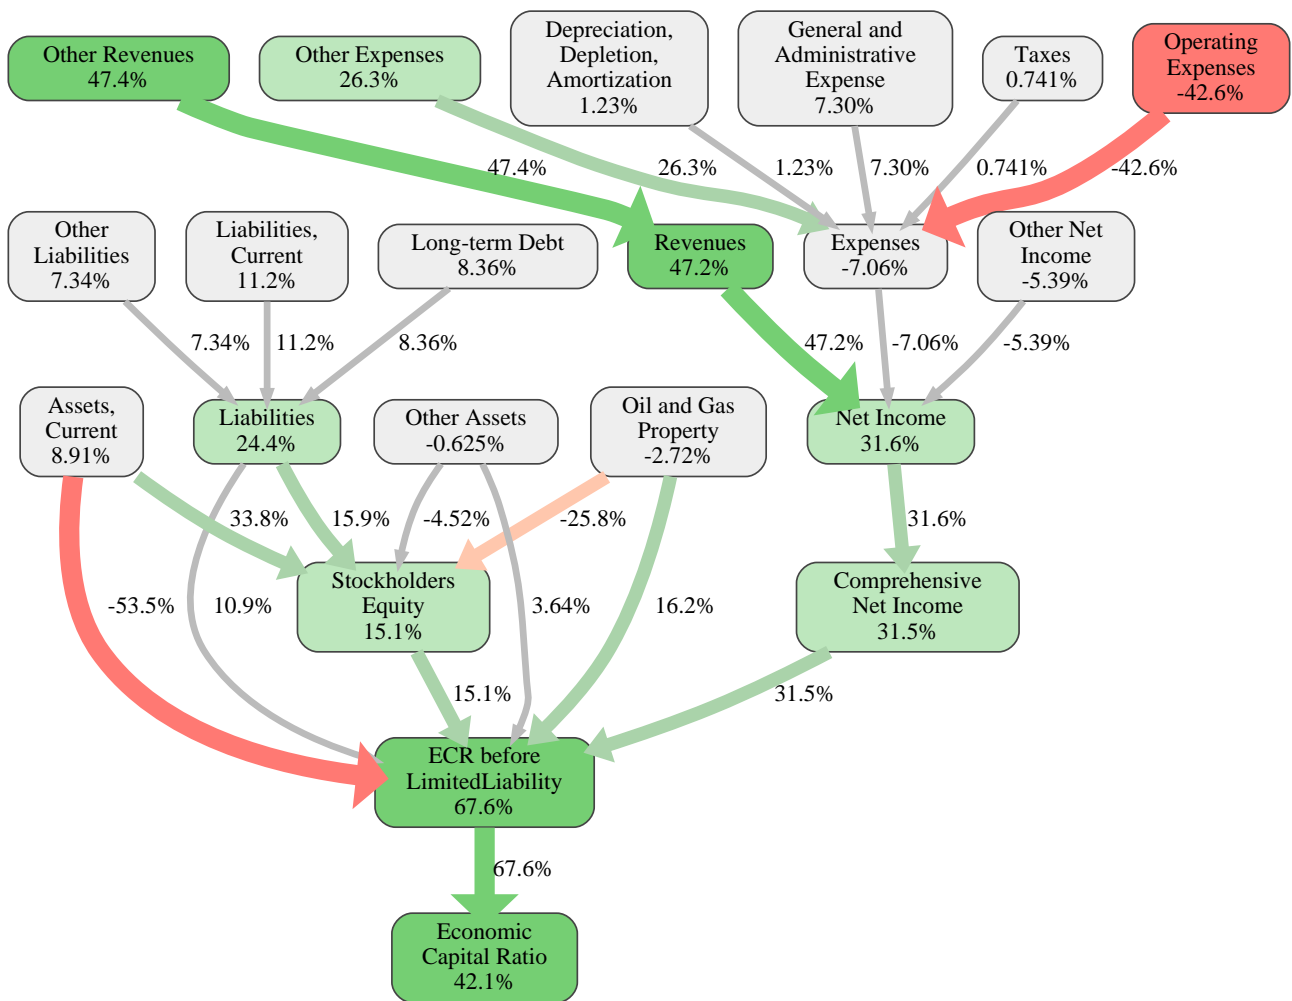 Other Revenues
47.4%
Other Expenses
26.3%
Depreciation,
Depletion,
Amortization
1.23%
General and
Administrative
Expense
7.30%
Taxes
0.741%
Operating
Expenses
-42.6%
47.4%
26.3%
1.23%
7.30%
0.741%
-42.6%
Other
Liabilities
7.34%
Liabilities,
Current
11.2%
Long-term Debt
8.36%
Revenues
47.2%
Expenses
-7.06%
Other Net
Income
-5.39%
7.34%
11.2%
8.36%
47.2%
-7.06%
-5.39%
Assets,
Current
8.91%
Liabilities
24.4%
Other Assets
-0.625%
Oil and Gas
Property
-2.72%
Net Income
31.6%
33.8%
15.9%
-4.52%
-25.8%
31.6%
Stockholders
Equity
15.1%
Comprehensive
Net Income
31.5%
-53.5%
10.9%
3.64%
16.2%
15.1%
31.5%
ECR before
LimitedLiability
67.6%
67.6%
Economic
Capital Ratio
42.1%